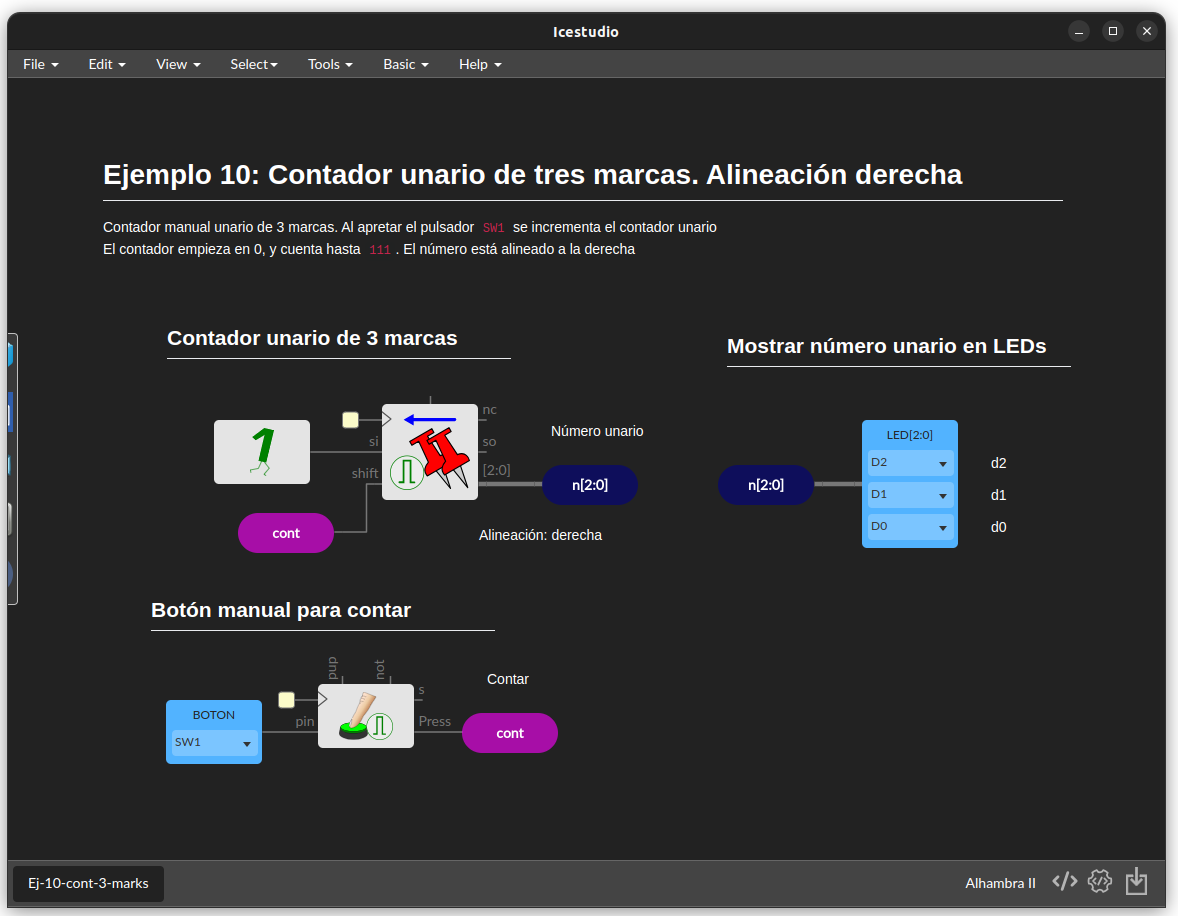 Icestudio
File Edit View Select Tools Basic Help
Ejemplo 10: Contador unario de tres marcas. Alineación derecha
Contador manual unario de 3 marcas. Al apretar el pulsador SW1 se incrementa el contador unario
El contador empieza en 0, y cuenta hasta 111 . El número está alineado a la derecha
Contador unario de 3 marcas
Mostrar número unario en LEDs
1
nc
si
so
shift
[2:0]
Número unario
n[2:0]
cont
Alineación: derecha
n[2:0]
LED[2:0]
D2
D1
D0
d2
d1
d0
Botón manual para contar
pup
not
s
pin
Press
Contar
BOTON
SW1
cont
Ej-10-cont-3-marks
Alhambra II